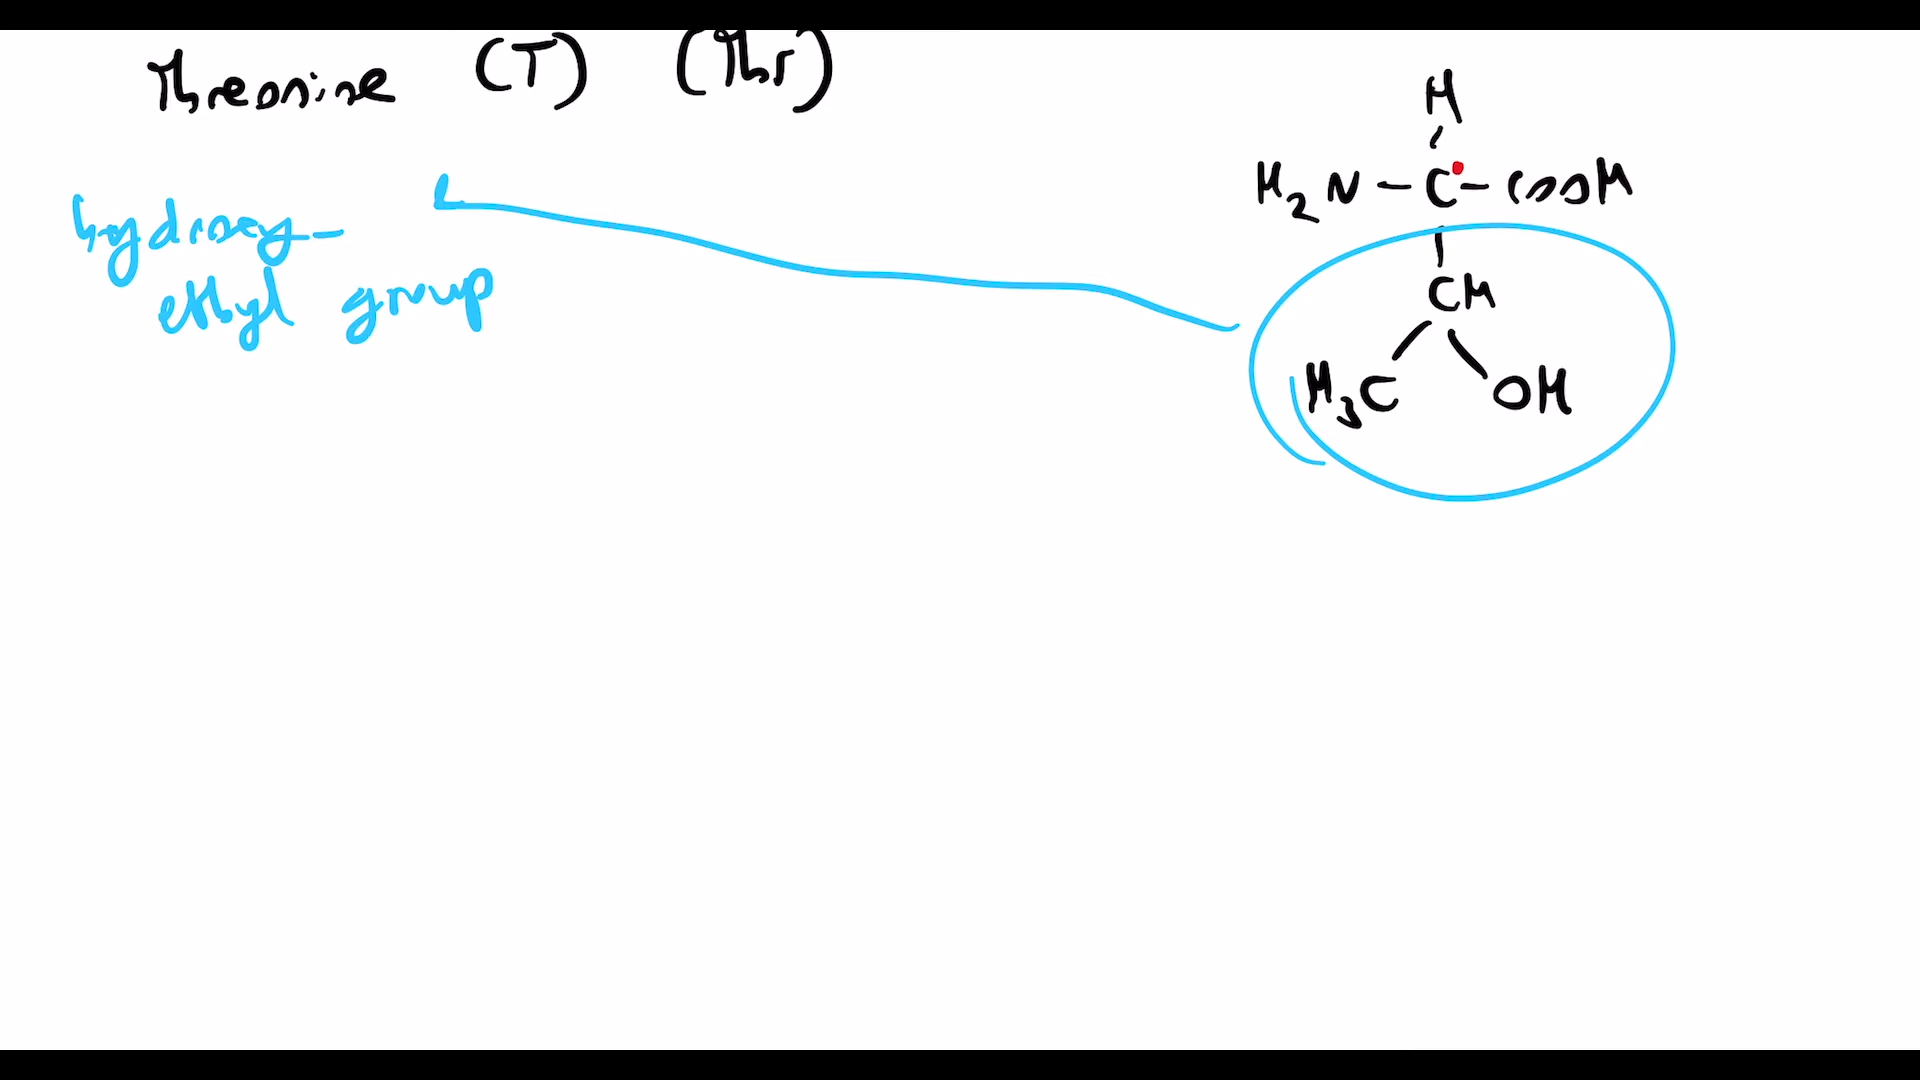 Threonine (T) (Thr)
H
H₂N – C – COOH
hydroxy-
ethyl group
CH
H₃C OH